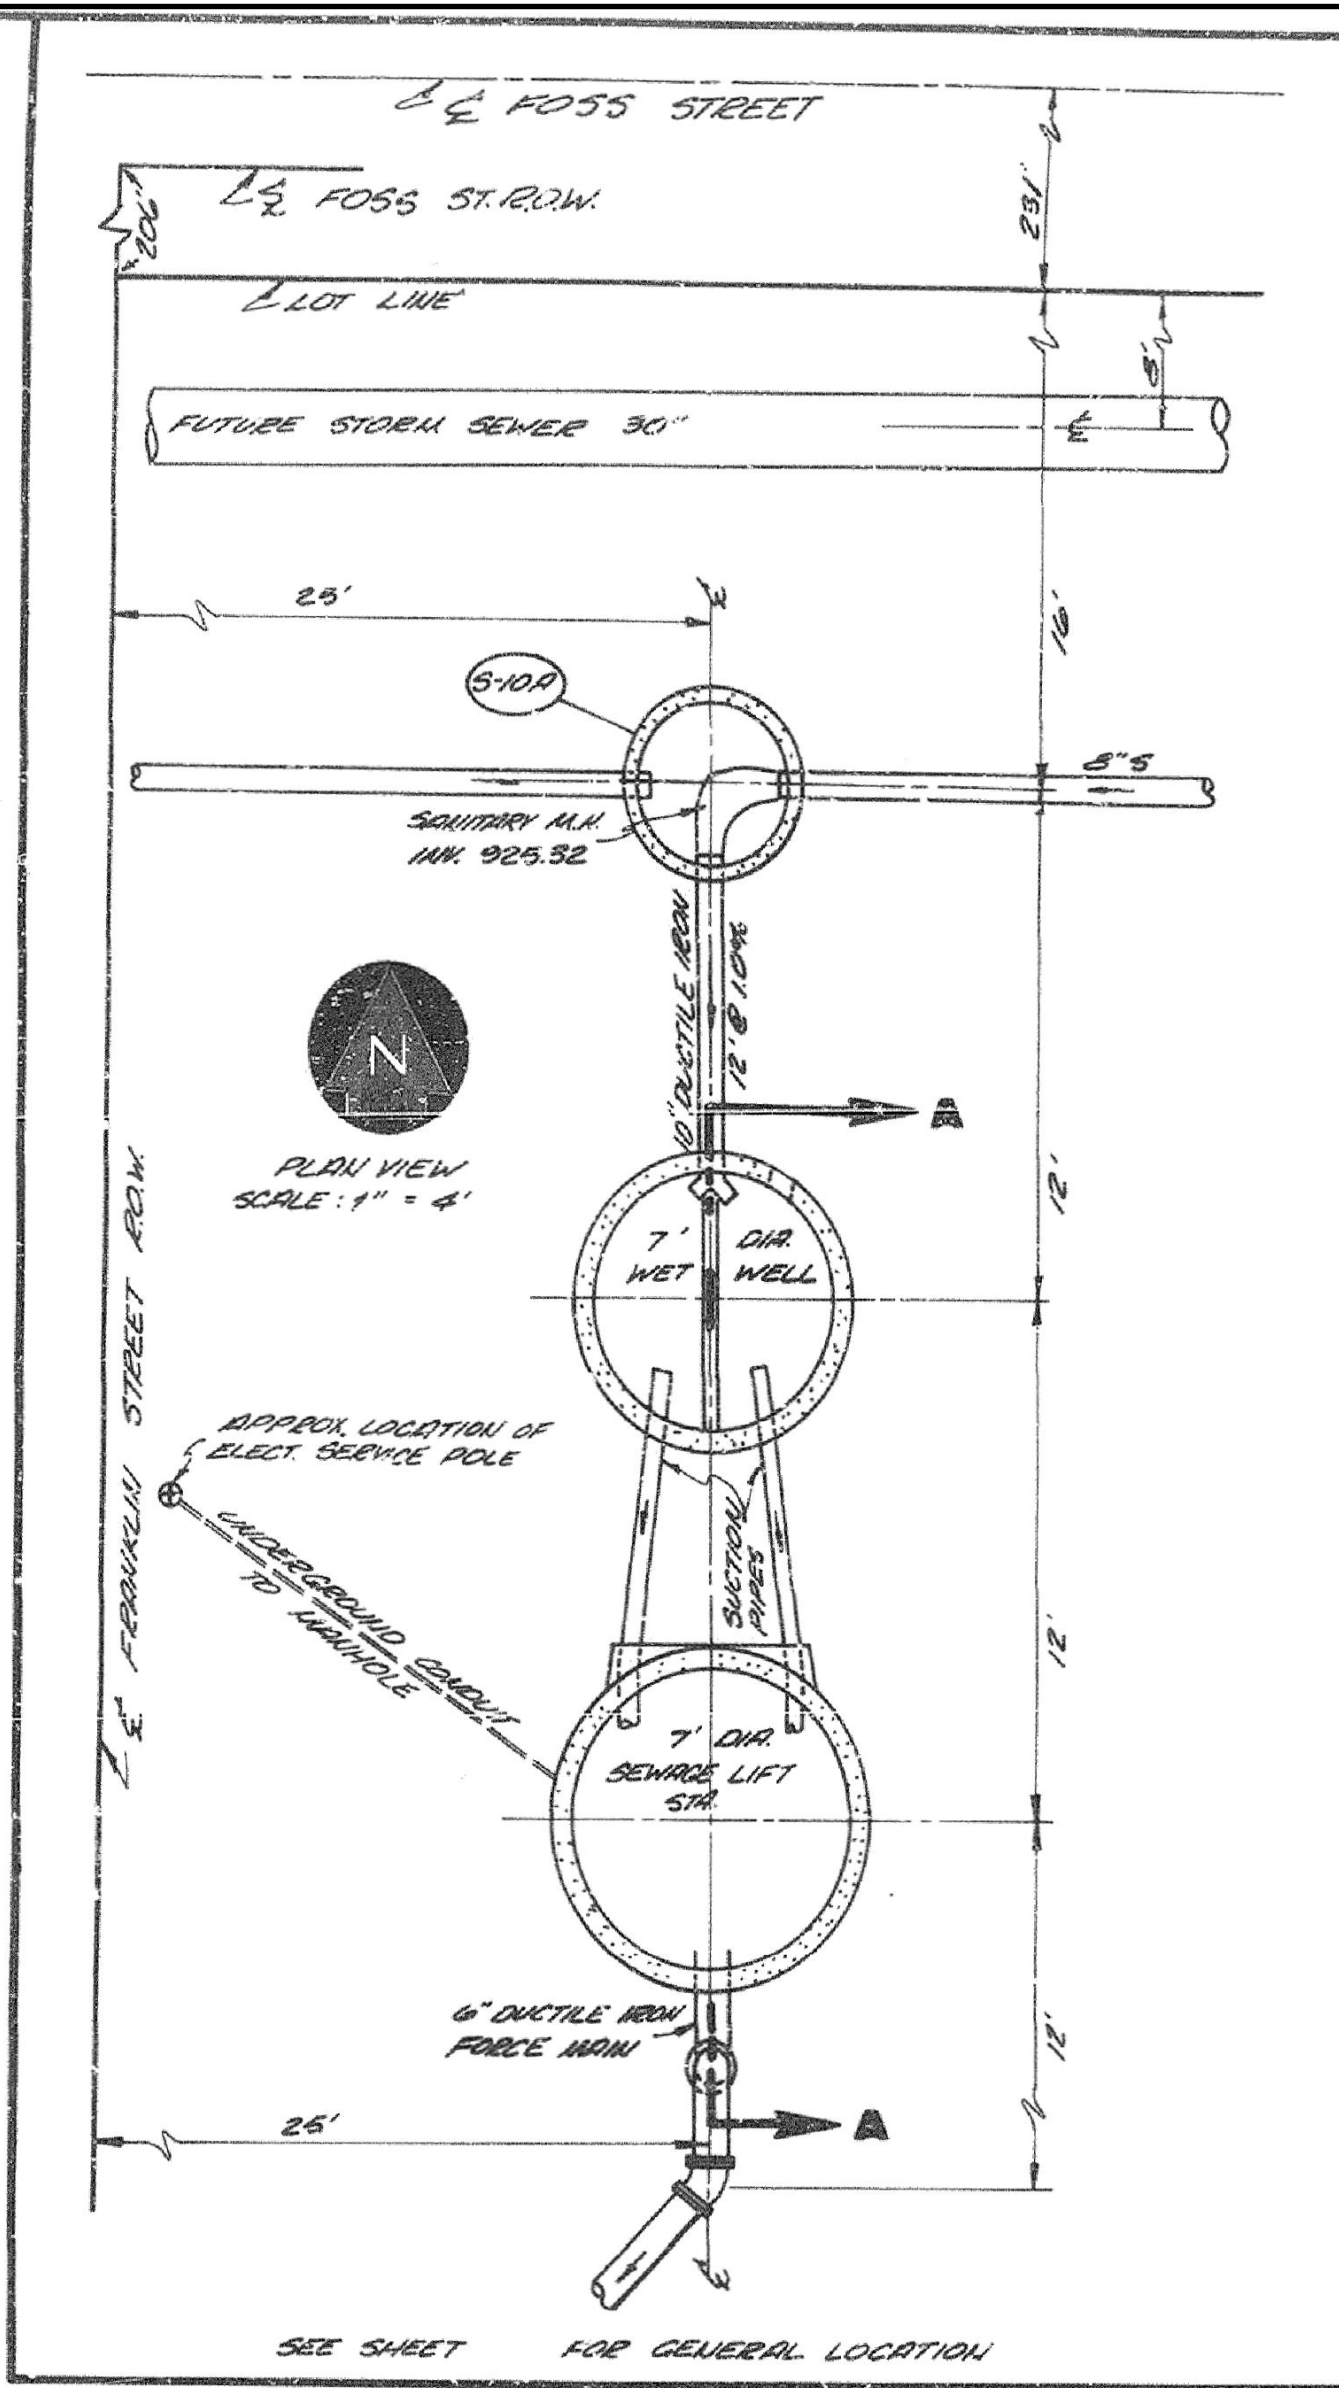 ℄ FOSS STREET
℄ FOSS ST. R.O.W.
206'
231'
LOT LINE
8'
FUTURE STORM SEWER 30"
℄
25'
℄
16'
S-10A
8"S
SANITARY M.H.
INV. 925.32
10" DUCTILE IRON
12' @ 1.0%
N
A
PLAN VIEW
SCALE: 1" = 4'
12'
7' DIA.
WET WELL
℄ FRANKLIN STREET R.O.W.
APPROX. LOCATION OF
ELECT. SERVICE POLE
UNDERGROUND CONDUIT
TO MANHOLE
SUCTION
PIPES
12'
7' DIA.
SEWAGE LIFT
STA.
6" DUCTILE IRON
FORCE MAIN
12'
25'
A
℄
SEE SHEET FOR GENERAL LOCATION